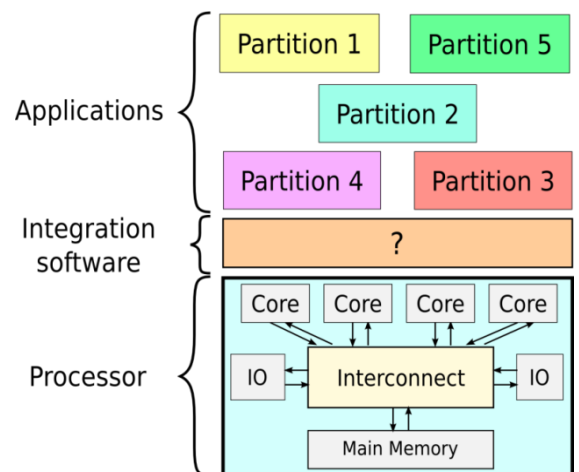 Partition 1
Partition 5
Applications
Partition 2
Partition 4
Partition 3
Integration
software
?
Core
Core
Core
Core
Processor
IO
Interconnect
IO
Main Memory